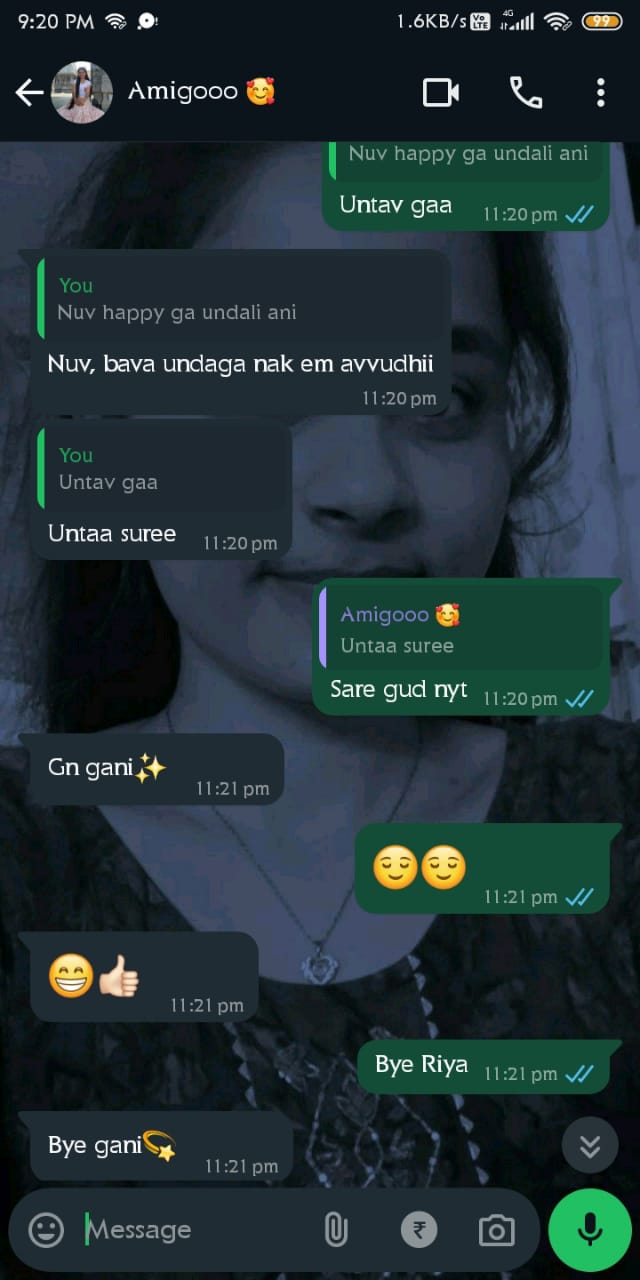 9:20 PM 1.6KB/s Vo LTE 4G 99
Amigooo 🥰
Nuv happy ga undali ani
Untav gaa 11:20 pm
You
Nuv happy ga undali ani
Nuv, bava undaga nak em avvudhii
11:20 pm
You
Untav gaa
Untaa suree 11:20 pm
Amigooo 🥰
Untaa suree
Sare gud nyt 11:20 pm
Gn gani✨ 11:21 pm
😌😌 11:21 pm
😁👍🏻 11:21 pm
Bye Riya 11:21 pm
Bye gani💫 11:21 pm
Message ₹